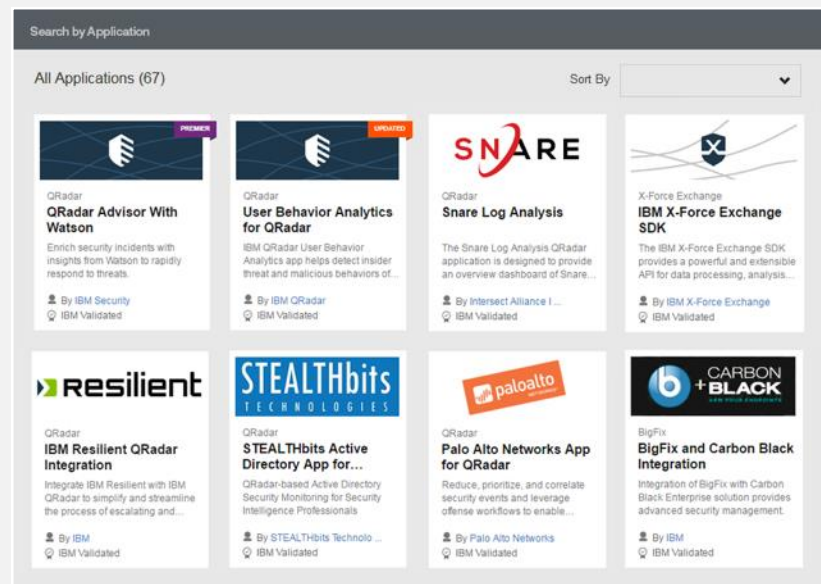 Search by Application
All Applications (67)
Sort By
PREMIER
QRadar
QRadar Advisor With
Watson
Enrich security incidents with
insights from Watson to rapidly
respond to threats.
By IBM Security
IBM Validated
UPDATED
QRadar
User Behavior Analytics
for QRadar
IBM QRadar User Behavior
Analytics app helps detect insider
threat and malicious behaviors of...
By IBM QRadar
IBM Validated
SNARE
QRadar
Snare Log Analysis
The Snare Log Analysis QRadar
application is designed to provide
an overview dashboard of Snare...
By Intersect Alliance I ...
IBM Validated
X-Force Exchange
IBM X-Force Exchange
SDK
The IBM X-Force Exchange SDK
provides a powerful and extensible
API for data processing, analysis...
By IBM X-Force Exchange
IBM Validated
Resilient
QRadar
IBM Resilient QRadar
Integration
Integrate IBM Resilient with IBM
QRadar to simplify and streamline
the process of escalating and...
By IBM
IBM Validated
STEALTHbits
TECHNOLOGIES
QRadar
STEALTHbits Active
Directory App for...
QRadar-based Active Directory
Security Monitoring for Security
Intelligence Professionals
By STEALTHbits Technolo ...
IBM Validated
paloalto
NETWORKS
QRadar
Palo Alto Networks App
for QRadar
Reduce, prioritize, and correlate
security events and leverage
offense workflows to enable...
By Palo Alto Networks
IBM Validated
b + CARBON
BLACK
ARM YOUR ENDPOINTS
BigFix
BigFix and Carbon Black
Integration
Integration of BigFix with Carbon
Black Enterprise solution provides
advanced security management.
By IBM
IBM Validated